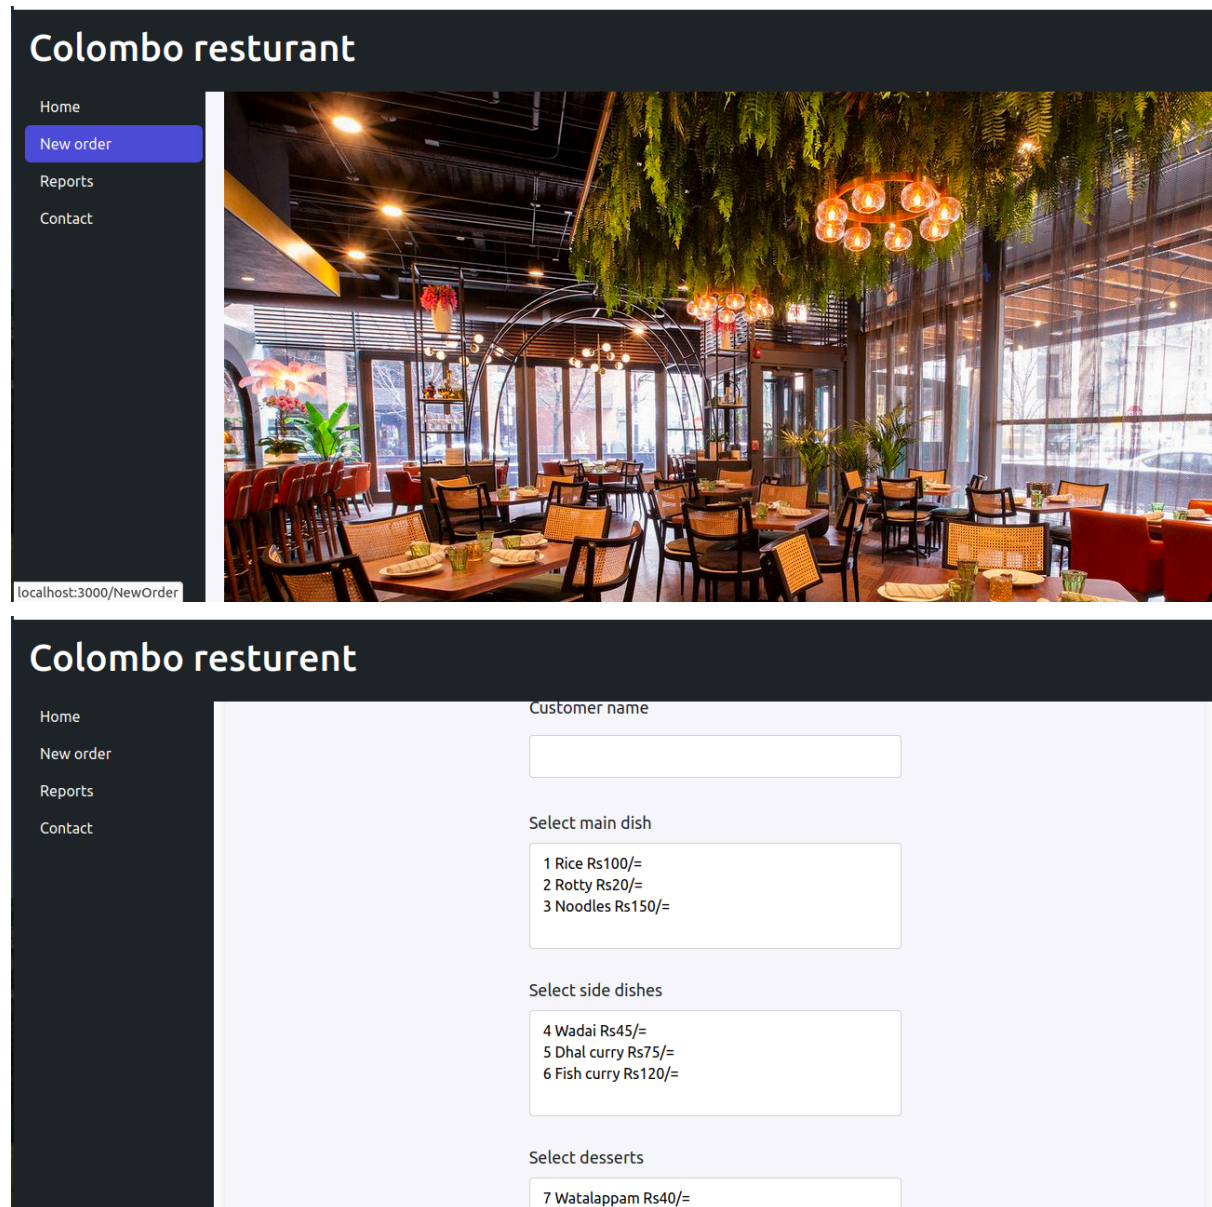 Colombo resturant
Home
New order
Reports
Contact
localhost:3000/NewOrder
Colombo resturent
Home
New order
Reports
Contact
Customer name
Select main dish
1 Rice Rs100/=
2 Rotty Rs20/=
3 Noodles Rs150/=
Select side dishes
4 Wadai Rs45/=
5 Dhal curry Rs75/=
6 Fish curry Rs120/=
Select desserts
7 Watalappam Rs40/=